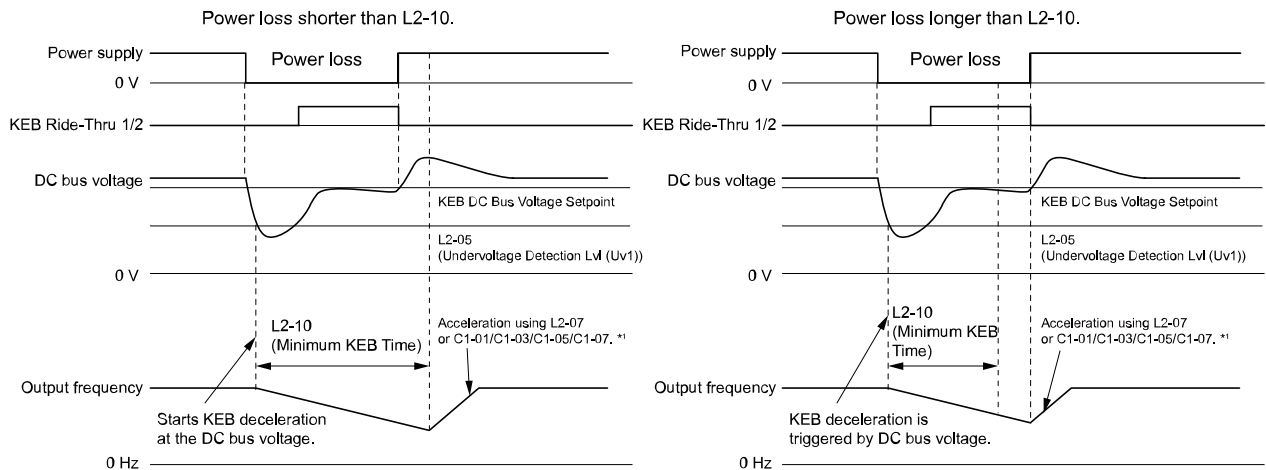 Power loss shorter than L2-10.
Power supply
Power loss
0 V
KEB Ride-Thru 1/2
DC bus voltage
KEB DC Bus Voltage Setpoint
L2-05
(Undervoltage Detection Lvl (Uv1))
0 V
L2-10
(Minimum KEB Time)
Acceleration using L2-07
or C1-01/C1-03/C1-05/C1-07. *1
Output frequency
Starts KEB deceleration
at the DC bus voltage.
0 Hz
Power loss longer than L2-10.
Power supply
Power loss
0 V
KEB Ride-Thru 1/2
DC bus voltage
KEB DC Bus Voltage Setpoint
L2-05
(Undervoltage Detection Lvl (Uv1))
0 V
L2-10
(Minimum KEB
Time)
Acceleration using L2-07
or C1-01/C1-03/C1-05/C1-07. *1
Output frequency
KEB deceleration is
triggered by DC bus voltage.
0 Hz